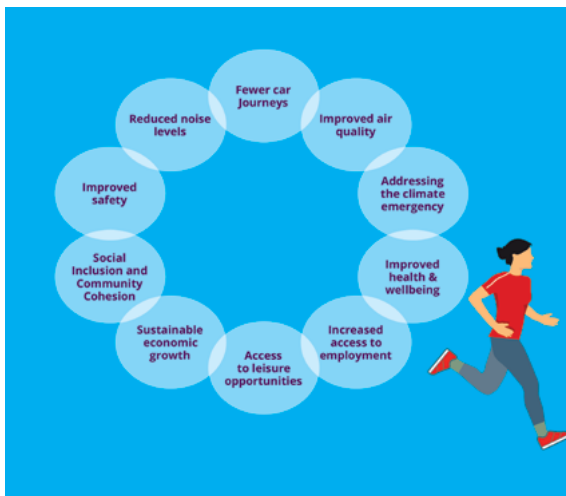 Fewer car
Journeys
Improved air
quality
Addressing
the climate
emergency
Improved
health &
wellbeing
Increased
access to
employment
Access
to leisure
opportunities
Sustainable
economic
growth
Social
Inclusion and
Community
Cohesion
Improved
safety
Reduced noise
levels